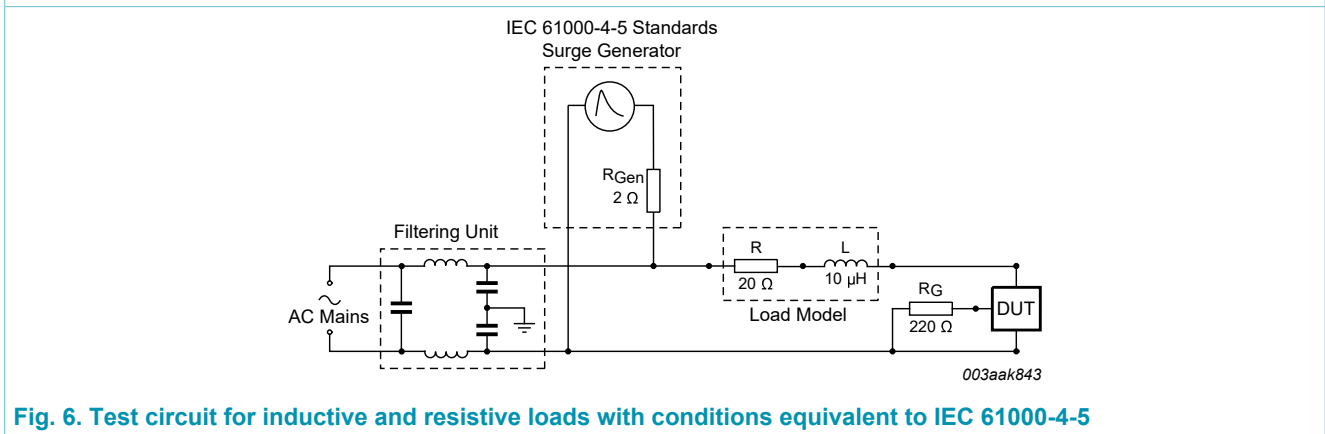 IEC 61000-4-5 Standards
Surge Generator
RGen
2 Ω
Filtering Unit
R
L
20 Ω
10 μH
RG
AC Mains
Load Model
220 Ω
DUT
003aak843
Fig. 6. Test circuit for inductive and resistive loads with conditions equivalent to IEC 61000-4-5